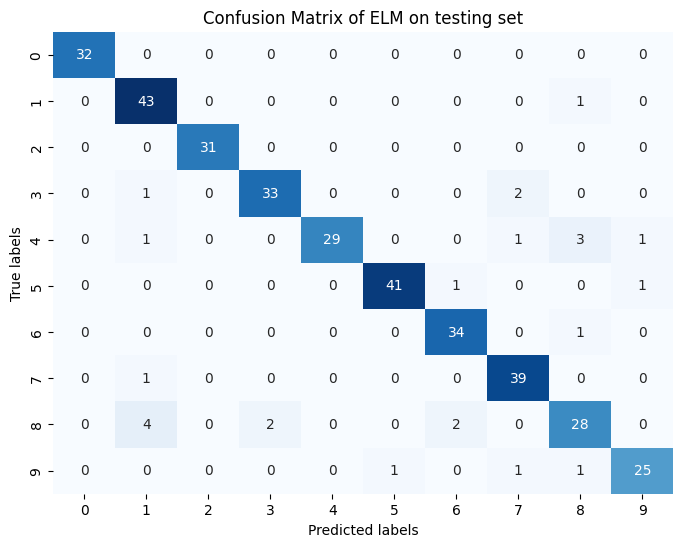 Confusion Matrix of ELM on testing set
True labels
0 32 0 0 0 0 0 0 0 0 0
1 0 43 0 0 0 0 0 0 1 0
2 0 0 31 0 0 0 0 0 0 0
3 0 1 0 33 0 0 0 2 0 0
4 0 1 0 0 29 0 0 1 3 1
5 0 0 0 0 0 41 1 0 0 1
6 0 0 0 0 0 0 34 0 1 0
7 0 1 0 0 0 0 0 39 0 0
8 0 4 0 2 0 0 2 0 28 0
9 0 0 0 0 0 1 0 1 1 25
0 1 2 3 4 5 6 7 8 9
Predicted labels